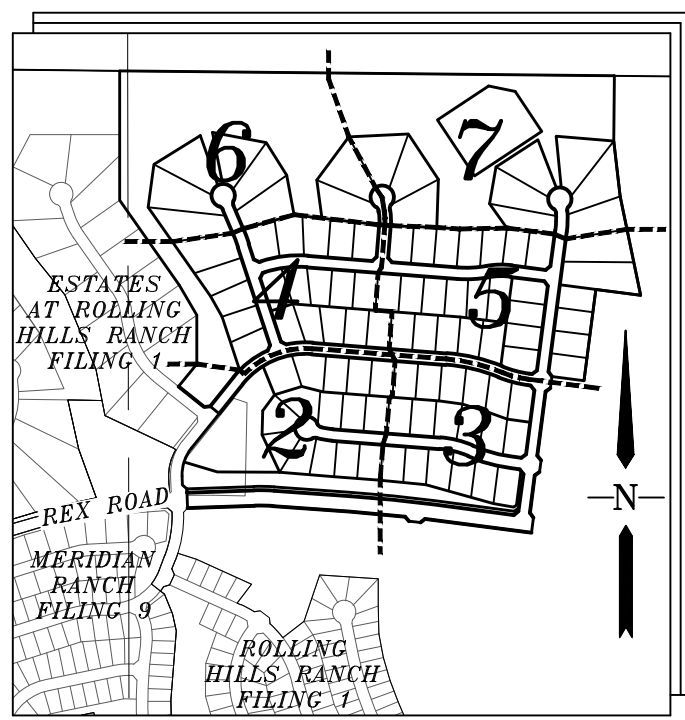 6
7
ESTATES
AT ROLLING
HILLS RANCH
FILING 1
4
5
2
3
N
REX ROAD
MERIDIAN
RANCH
FILING 9
ROLLING
HILLS RANCH
FILING 1